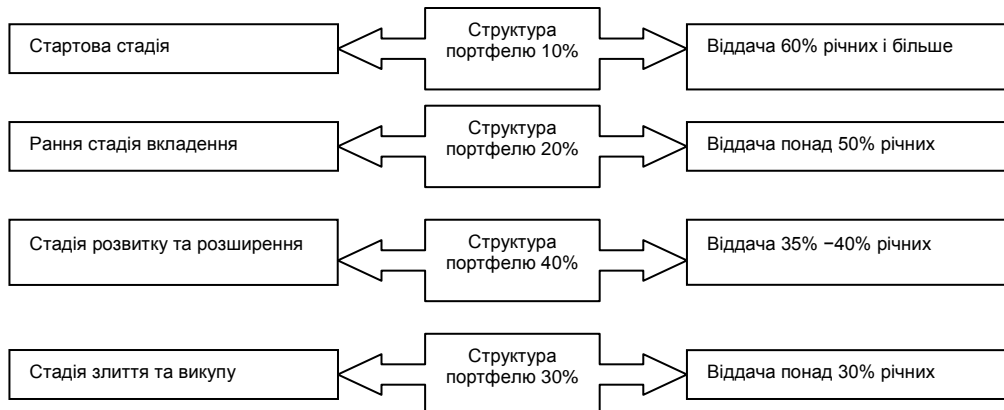 Стартова стадія
Структура
портфелю 10%
Віддача 60% річних і більше
Рання стадія вкладення
Структура
портфелю 20%
Віддача понад 50% річних
Стадія розвитку та розширення
Структура
портфелю 40%
Віддача 35% −40% річних
Стадія злиття та викупу
Структура
портфелю 30%
Віддача понад 30% річних